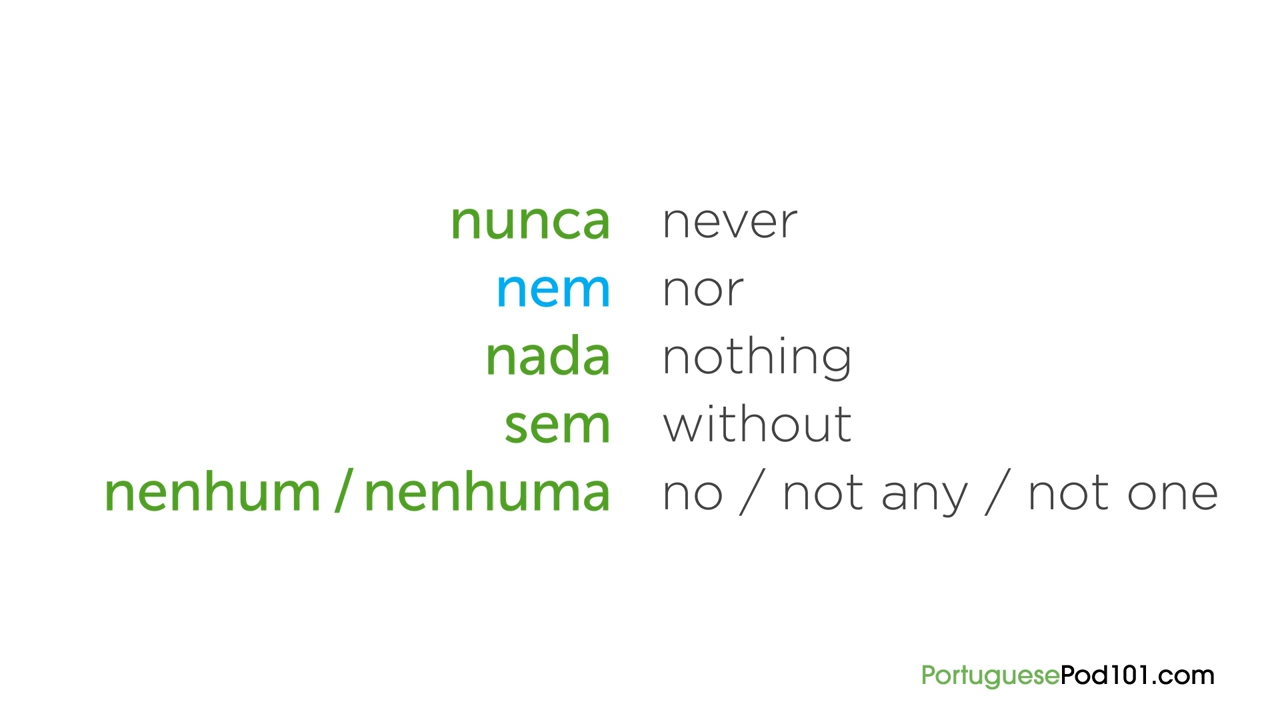 nunca never
nem nor
nada nothing
sem without
nenhum / nenhuma no / not any / not one
PortuguesePod101.com